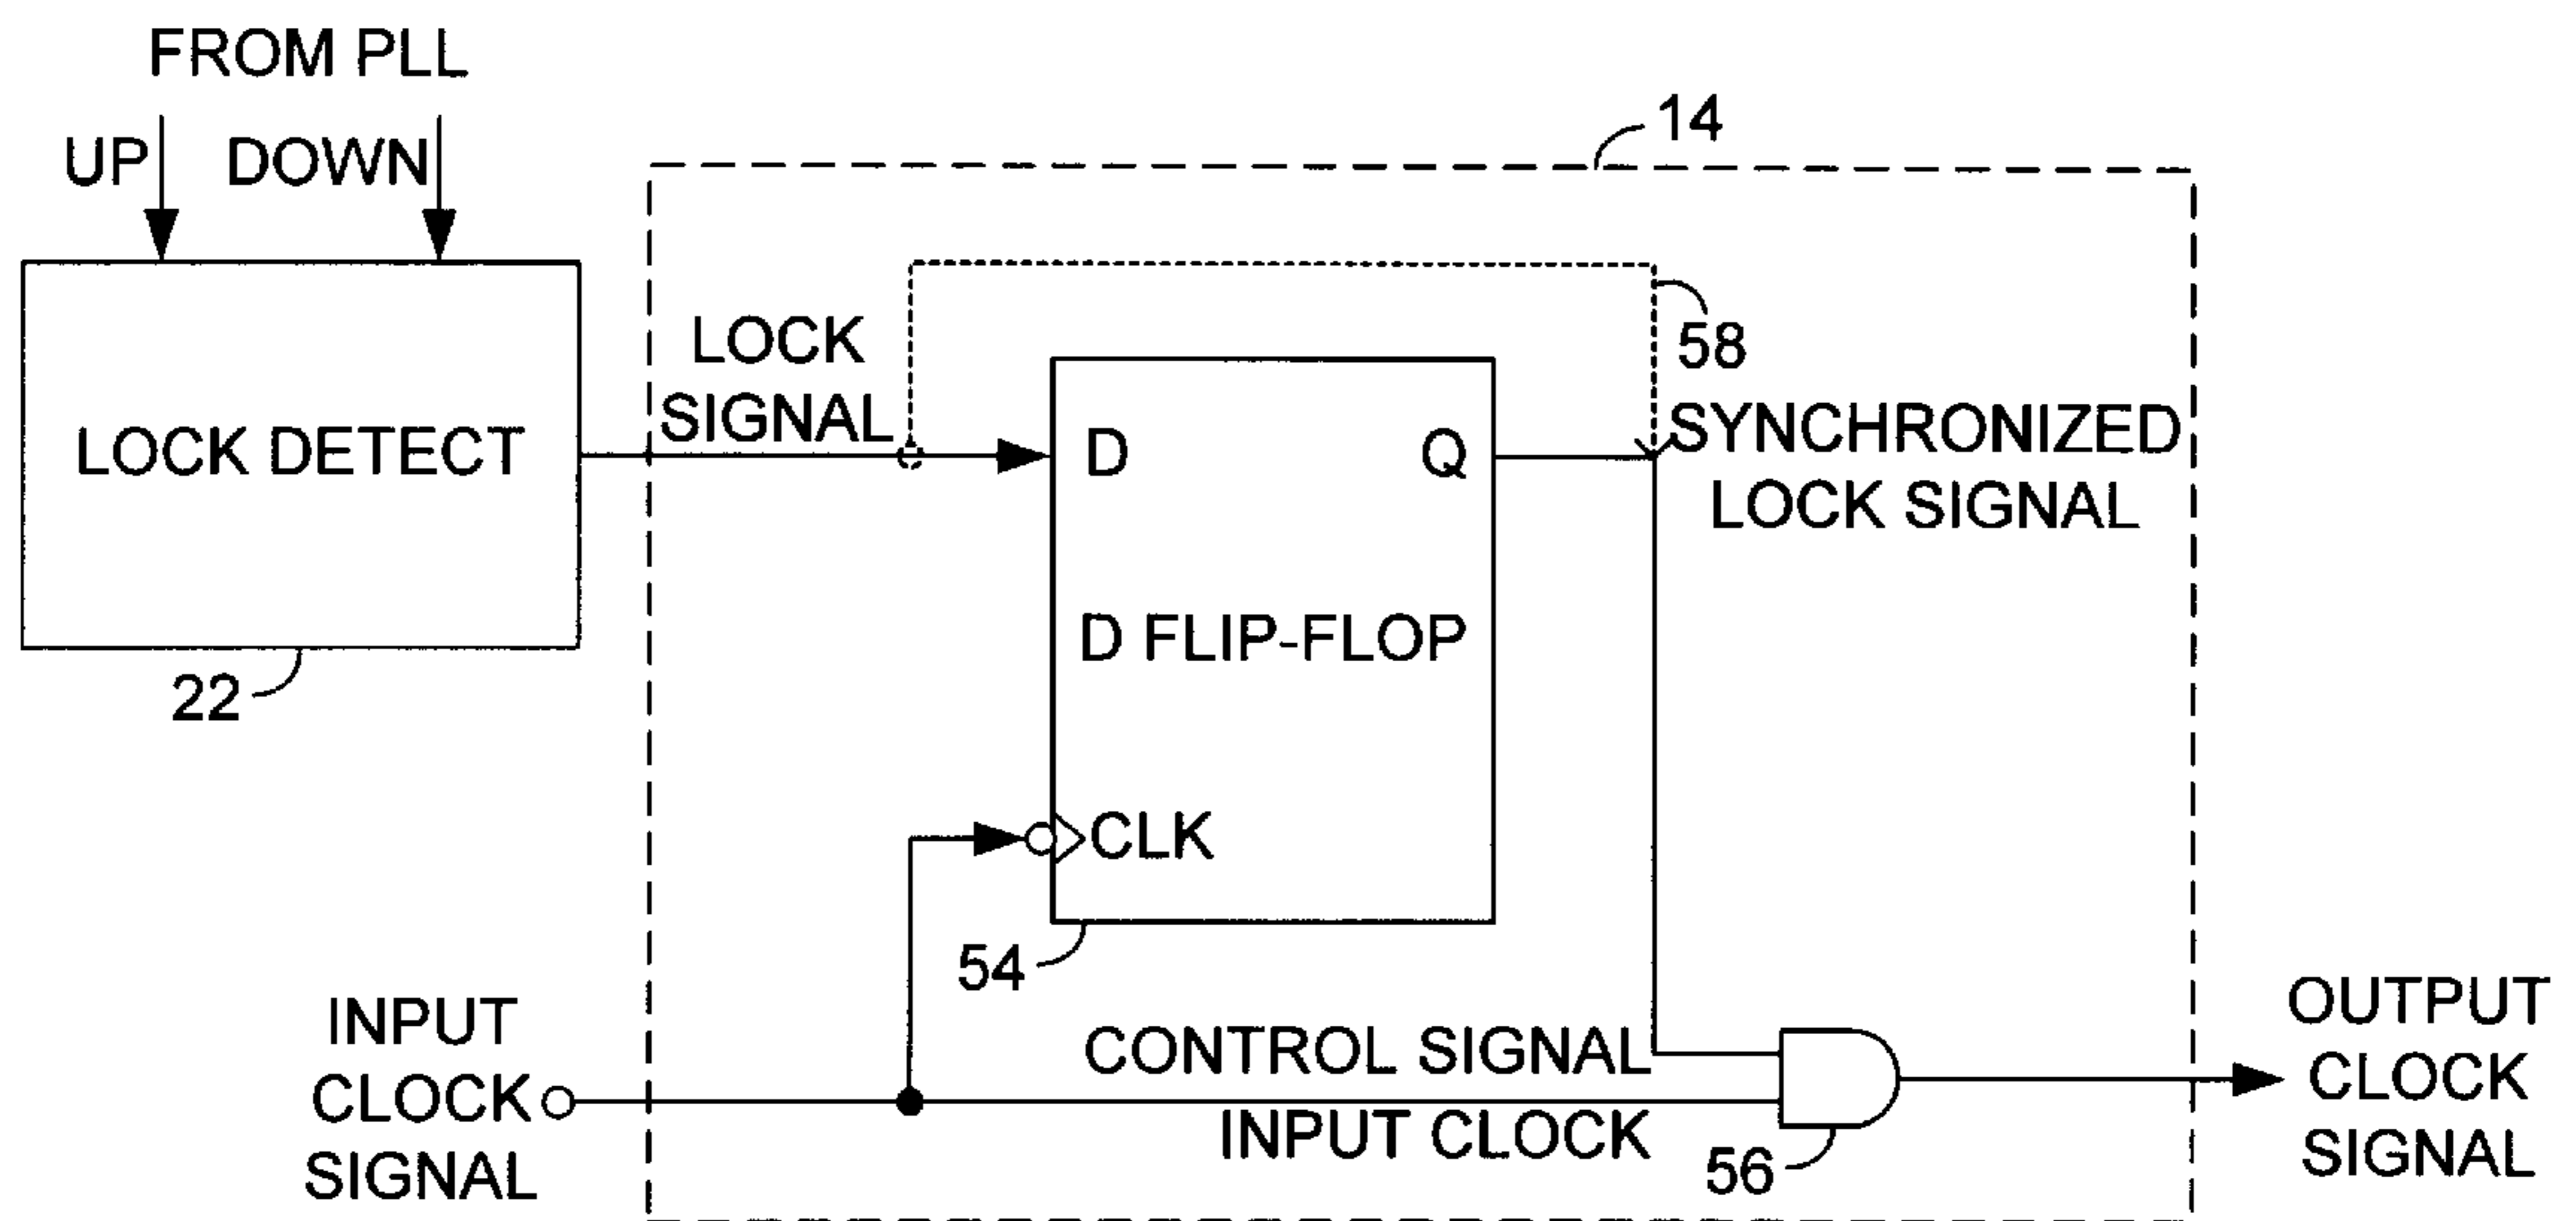 FROM PLL
UP
DOWN
14
LOCK DETECT
22
LOCK
SIGNAL
58
SYNCHRONIZED
LOCK SIGNAL
D
Q
D FLIP-FLOP
CLK
54
INPUT
CLOCK
SIGNAL
CONTROL SIGNAL
INPUT CLOCK
56
OUTPUT
CLOCK
SIGNAL